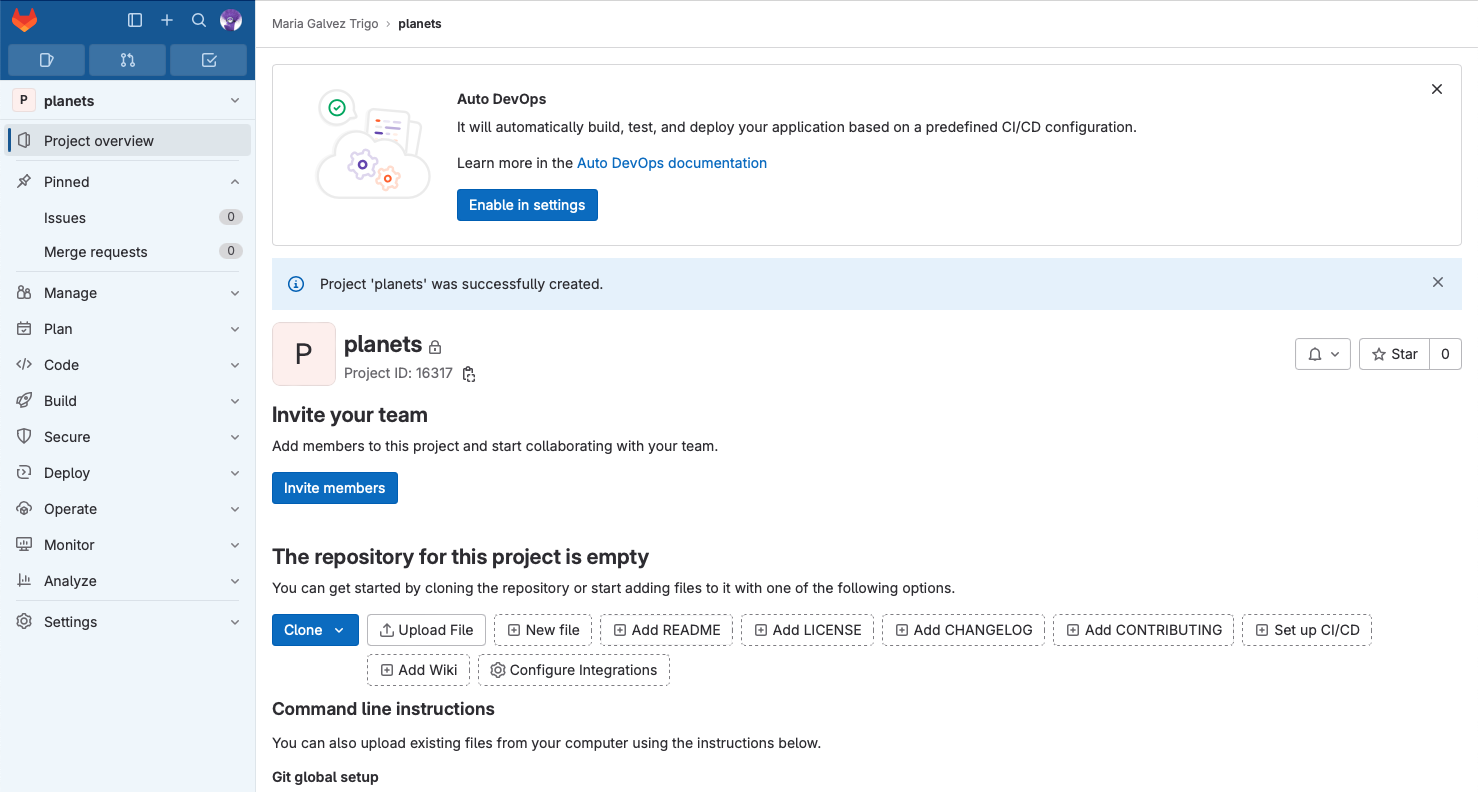 Maria Galvez Trigo › planets
P planets
Project overview
Pinned
Issues 0
Merge requests 0
Manage
Plan
Code
Build
Secure
Deploy
Operate
Monitor
Analyze
Settings
Auto DevOps
It will automatically build, test, and deploy your application based on a predefined CI/CD configuration.
Learn more in the Auto DevOps documentation
Enable in settings
Project 'planets' was successfully created.
P
planets
Project ID: 16317
Star 0
Invite your team
Add members to this project and start collaborating with your team.
Invite members
The repository for this project is empty
You can get started by cloning the repository or start adding files to it with one of the following options.
Clone Upload File New file Add README Add LICENSE Add CHANGELOG Add CONTRIBUTING Set up CI/CD
Add Wiki Configure Integrations
Command line instructions
You can also upload existing files from your computer using the instructions below.
Git global setup